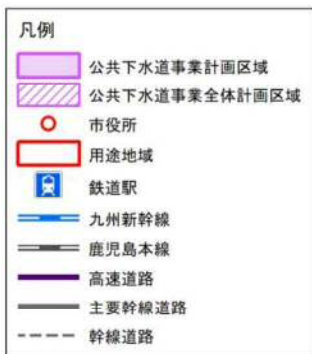 凡例
公共下水道事業計画区域
公共下水道事業全体計画区域
市役所
用途地域
鉄道駅
九州新幹線
鹿児島本線
高速道路
主要幹線道路
幹線道路